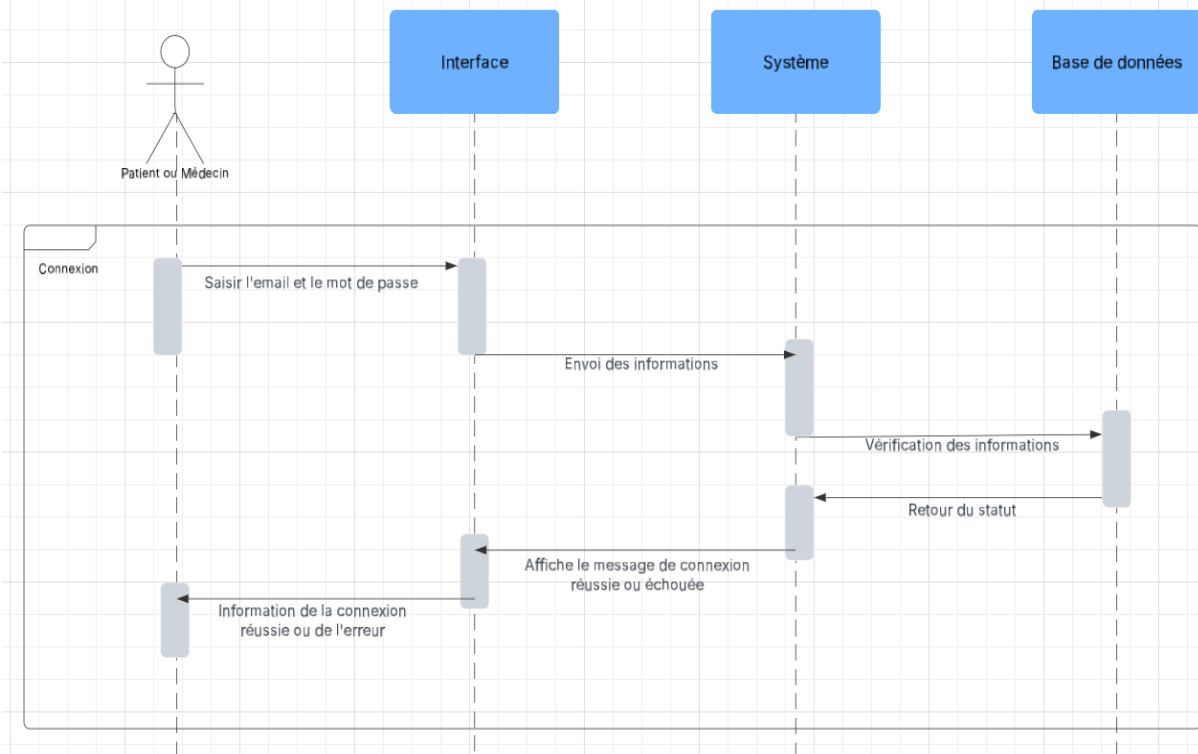 Interface
Système
Base de données
Patient ou Médecin
Connexion
Saisir l'email et le mot de passe
Envoi des informations
Vérification des informations
Retour du statut
Affiche le message de connexion
réussie ou échouée
Information de la connexion
réussie ou de l'erreur